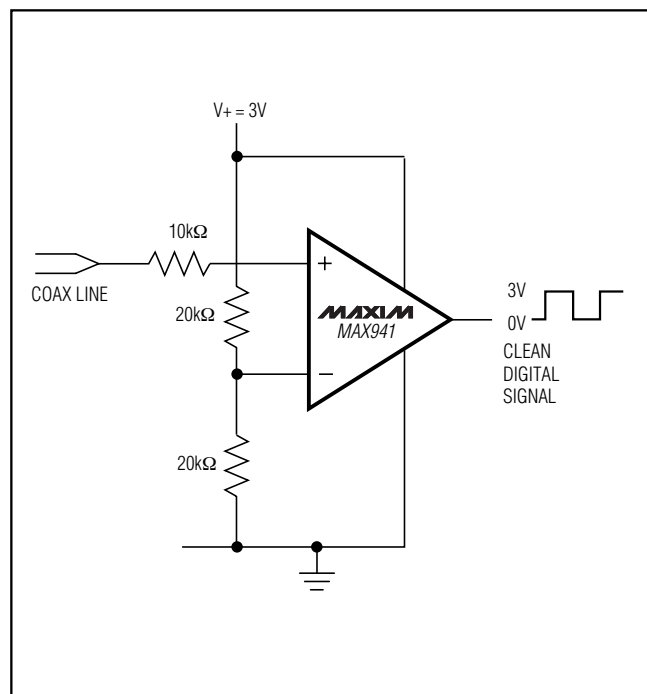 V+ = 3V
10kΩ
COAX LINE
20kΩ
20kΩ
+
−
MAXIM
MAX941
3V
0V
CLEAN
DIGITAL
SIGNAL